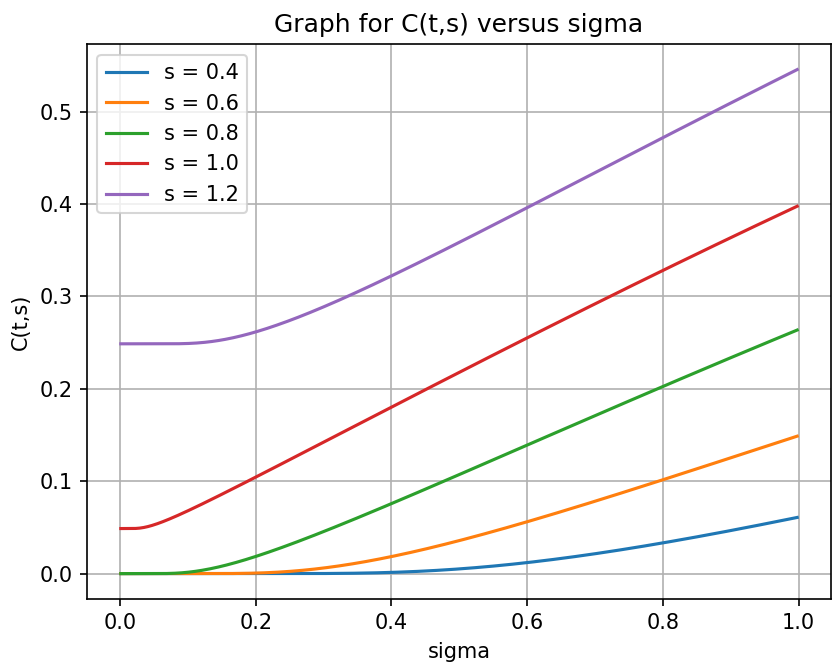 Graph for C(t,s) versus sigma
s = 0.4
s = 0.6
s = 0.8
s = 1.0
s = 1.2
C(t,s)
0.5
0.4
0.3
0.2
0.1
0.0
0.0 0.2 0.4 0.6 0.8 1.0
sigma